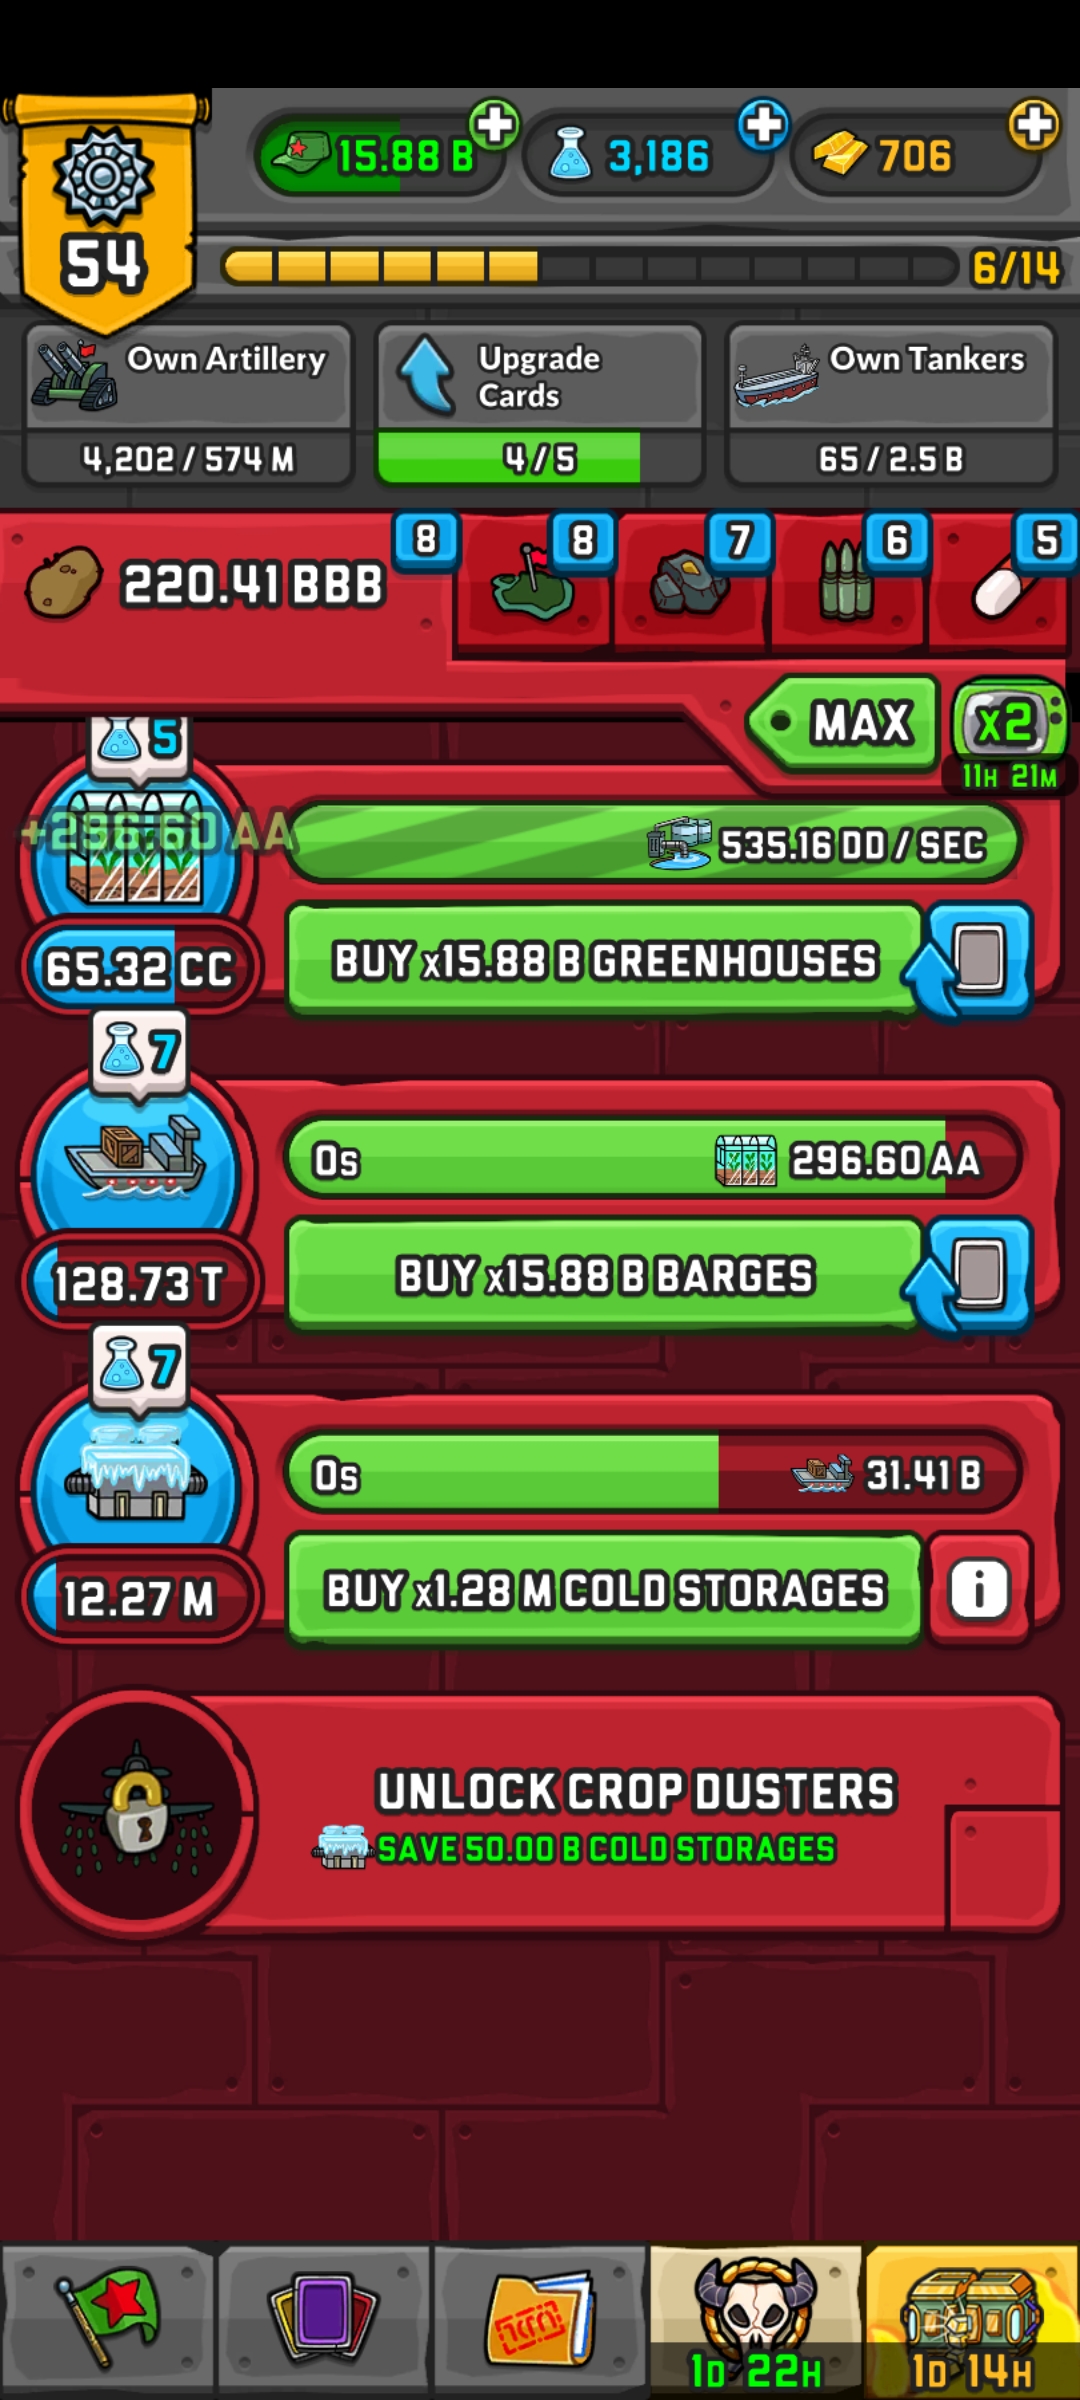 15.88 B
3,186
706
54
6/14
Own Artillery
4,202 / 574 M
Upgrade
Cards
4 / 5
Own Tankers
65 / 2.5 B
220.41 BBB
8
8
7
6
5
MAX
x2
11H 21M
5
+296.60 AA
535.16 DD / SEC
65.32 CC
BUY x15.88 B GREENHOUSES
7
0s
296.60 AA
128.73 T
BUY x15.88 B BARGES
7
0s
31.41 B
12.27 M
BUY x1.28 M COLD STORAGES
i
UNLOCK CROP DUSTERS
SAVE 50.00 B COLD STORAGES
1D 22H
1D 14H